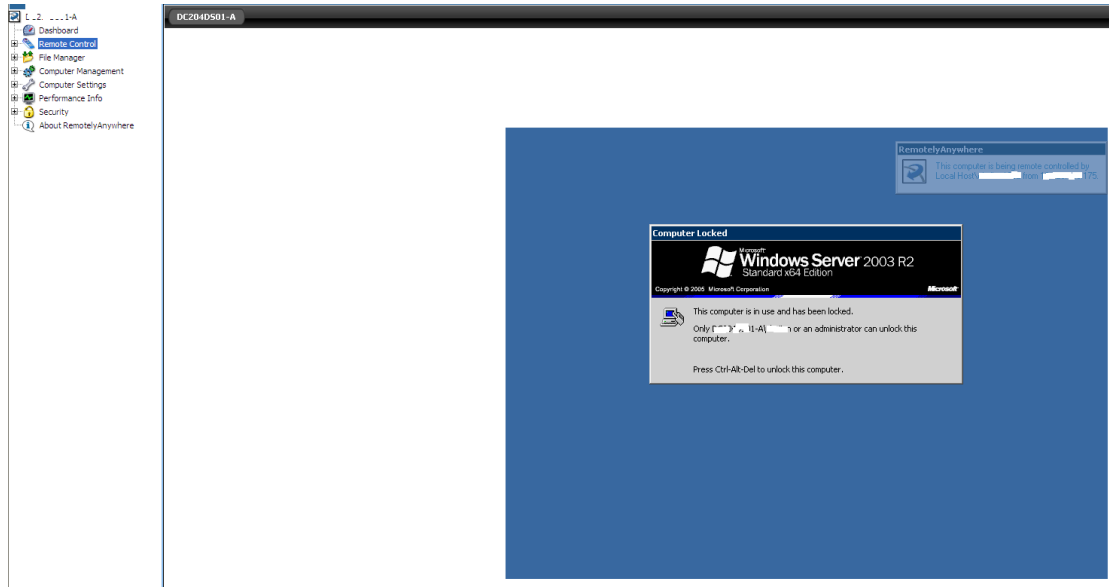 1-A
DC204DS01-A
Dashboard
Remote Control
File Manager
Computer Management
Computer Settings
Performance Info
Security
About RemotelyAnywhere
RemotelyAnywhere
This computer is being remote controlled by
Local Host\ from 175
Computer Locked
Microsoft
Windows Server 2003 R2
Standard x64 Edition
Copyright © 2005 Microsoft Corporation
Microsoft
This computer is in use and has been locked.
Only 1-A\ n or an administrator can unlock this
computer.
Press Ctrl-Alt-Del to unlock this computer.